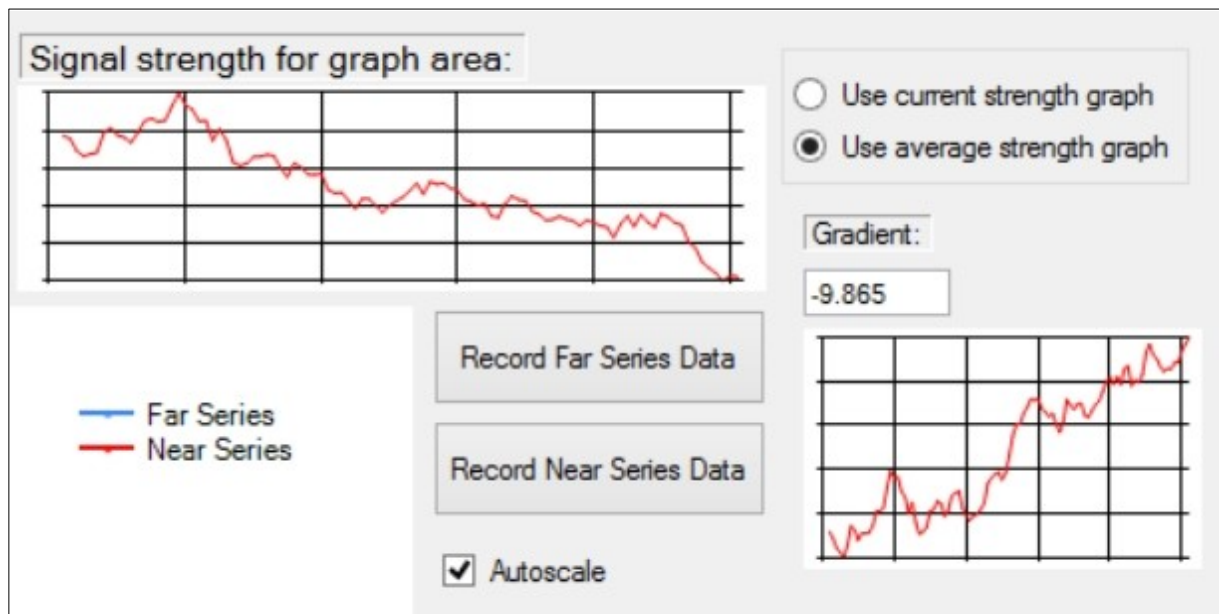 Signal strength for graph area:
Use current strength graph
Use average strength graph
Gradient:
-9.865
Far Series
Near Series
Record Far Series Data
Record Near Series Data
Autoscale